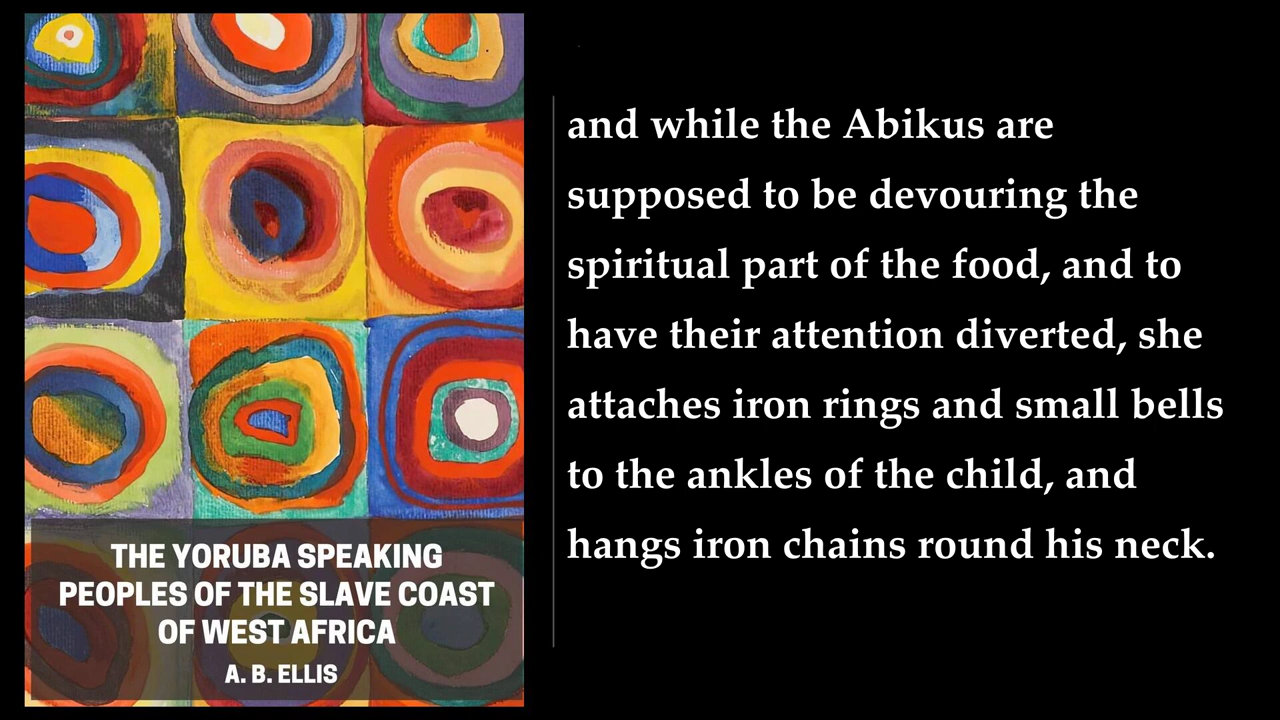 THE YORUBA SPEAKING
PEOPLES OF THE SLAVE COAST
OF WEST AFRICA
A. B. ELLIS
and while the Abikus are
supposed to be devouring the
spiritual part of the food, and to
have their attention diverted, she
attaches iron rings and small bells
to the ankles of the child, and
hangs iron chains round his neck.